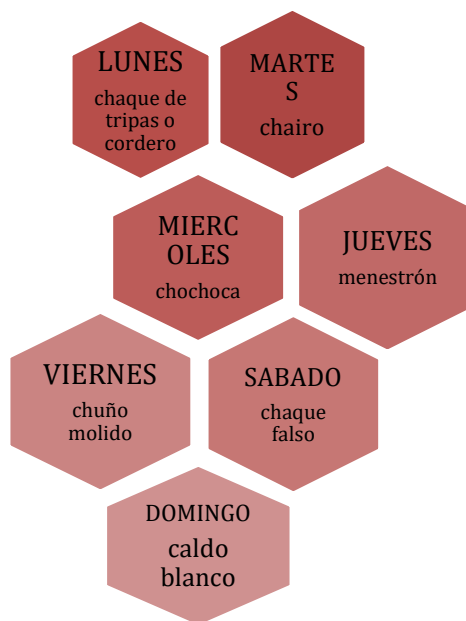 LUNES
chaque de
tripas o
cordero
MARTE
S
chairo
MIERC
OLES
chochoca
JUEVES
menestrón
VIERNES
chuño
molido
SABADO
chaque
falso
DOMINGO
caldo
blanco